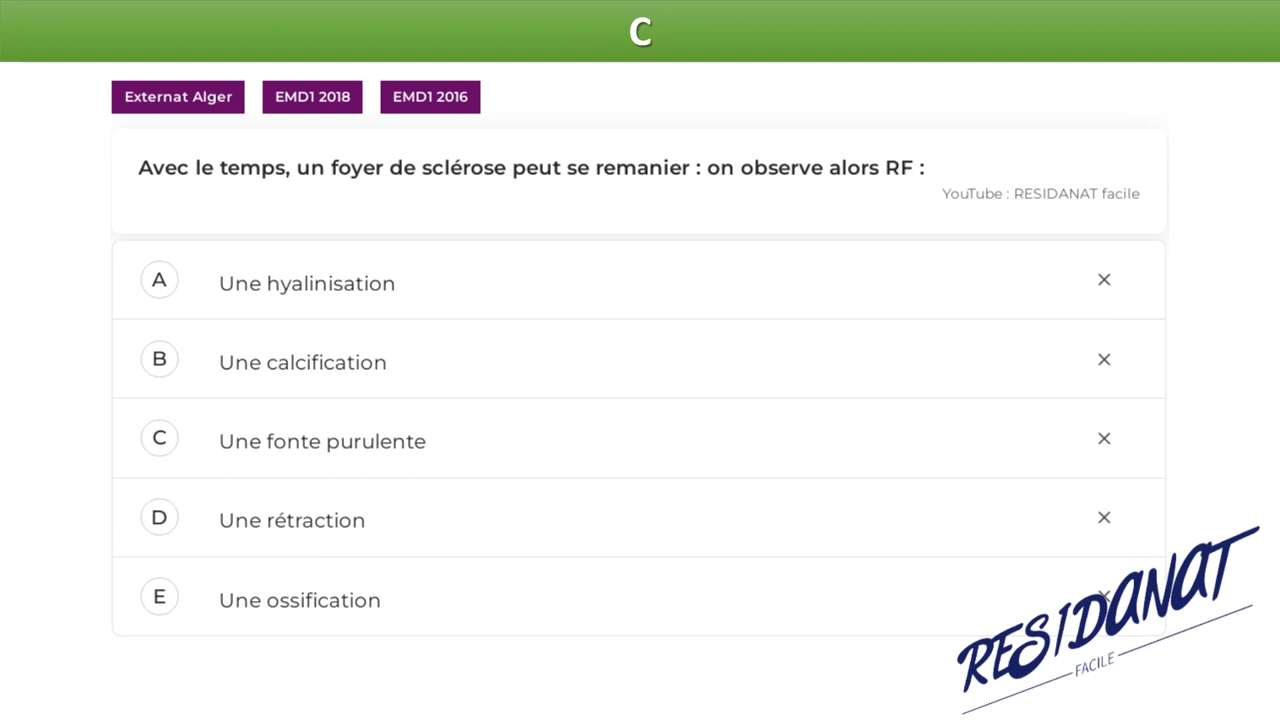 C
Externat Alger EMD1 2018 EMD1 2016
Avec le temps, un foyer de sclérose peut se remanier : on observe alors RF :
YouTube : RESIDANAT facile
A Une hyalinisation ×
B Une calcification ×
C Une fonte purulente ×
D Une rétraction ×
E Une ossification ×
RESIDANAT
FACILE